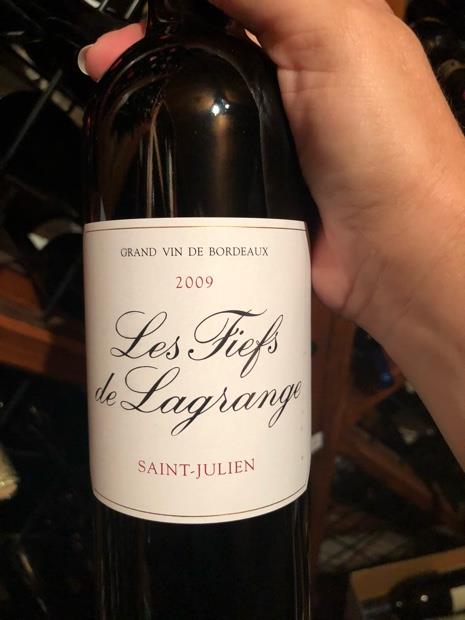 GRAND VIN DE BORDEAUX
2009
Les Fiefs
de Lagrange
SAINT-JULIEN